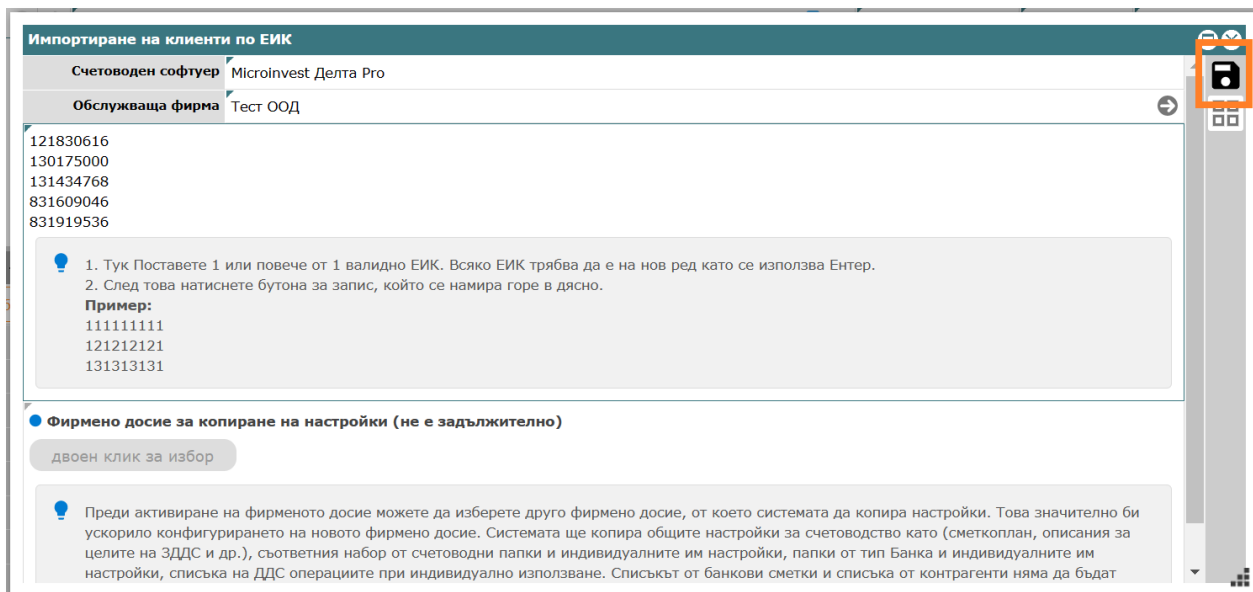 Импортиране на клиенти по ЕИК
Счетоводен софтуер Microinvest Делта Pro
Обслужваща фирма Тест ООД
121830616
130175000
131434768
831609046
831919536
1. Тук Поставете 1 или повече от 1 валидно ЕИК. Всяко ЕИК трябва да е на нов ред като се използва Ентер.
2. След това натиснете бутона за запис, който се намира горе в дясно.
Пример:
111111111
121212121
131313131
Фирмено досие за копиране на настройки (не е задължително)
двоен клик за избор
Преди активиране на фирменото досие можете да изберете друго фирмено досие, от което системата да копира настройки. Това значително би
ускорило конфигурирането на новото фирмено досие. Системата ще копира общите настройки за счетоводство като (сметкоплан, описания за
целите на ЗДДС и др.), съответния набор от счетоводни папки и индивидуалните им настройки, папки от тип Банка и индивидуалните им
настройки, списъка на ДДС операциите при индивидуално използване. Списъкът от банкови сметки и списъка от контрагенти няма да бъдат